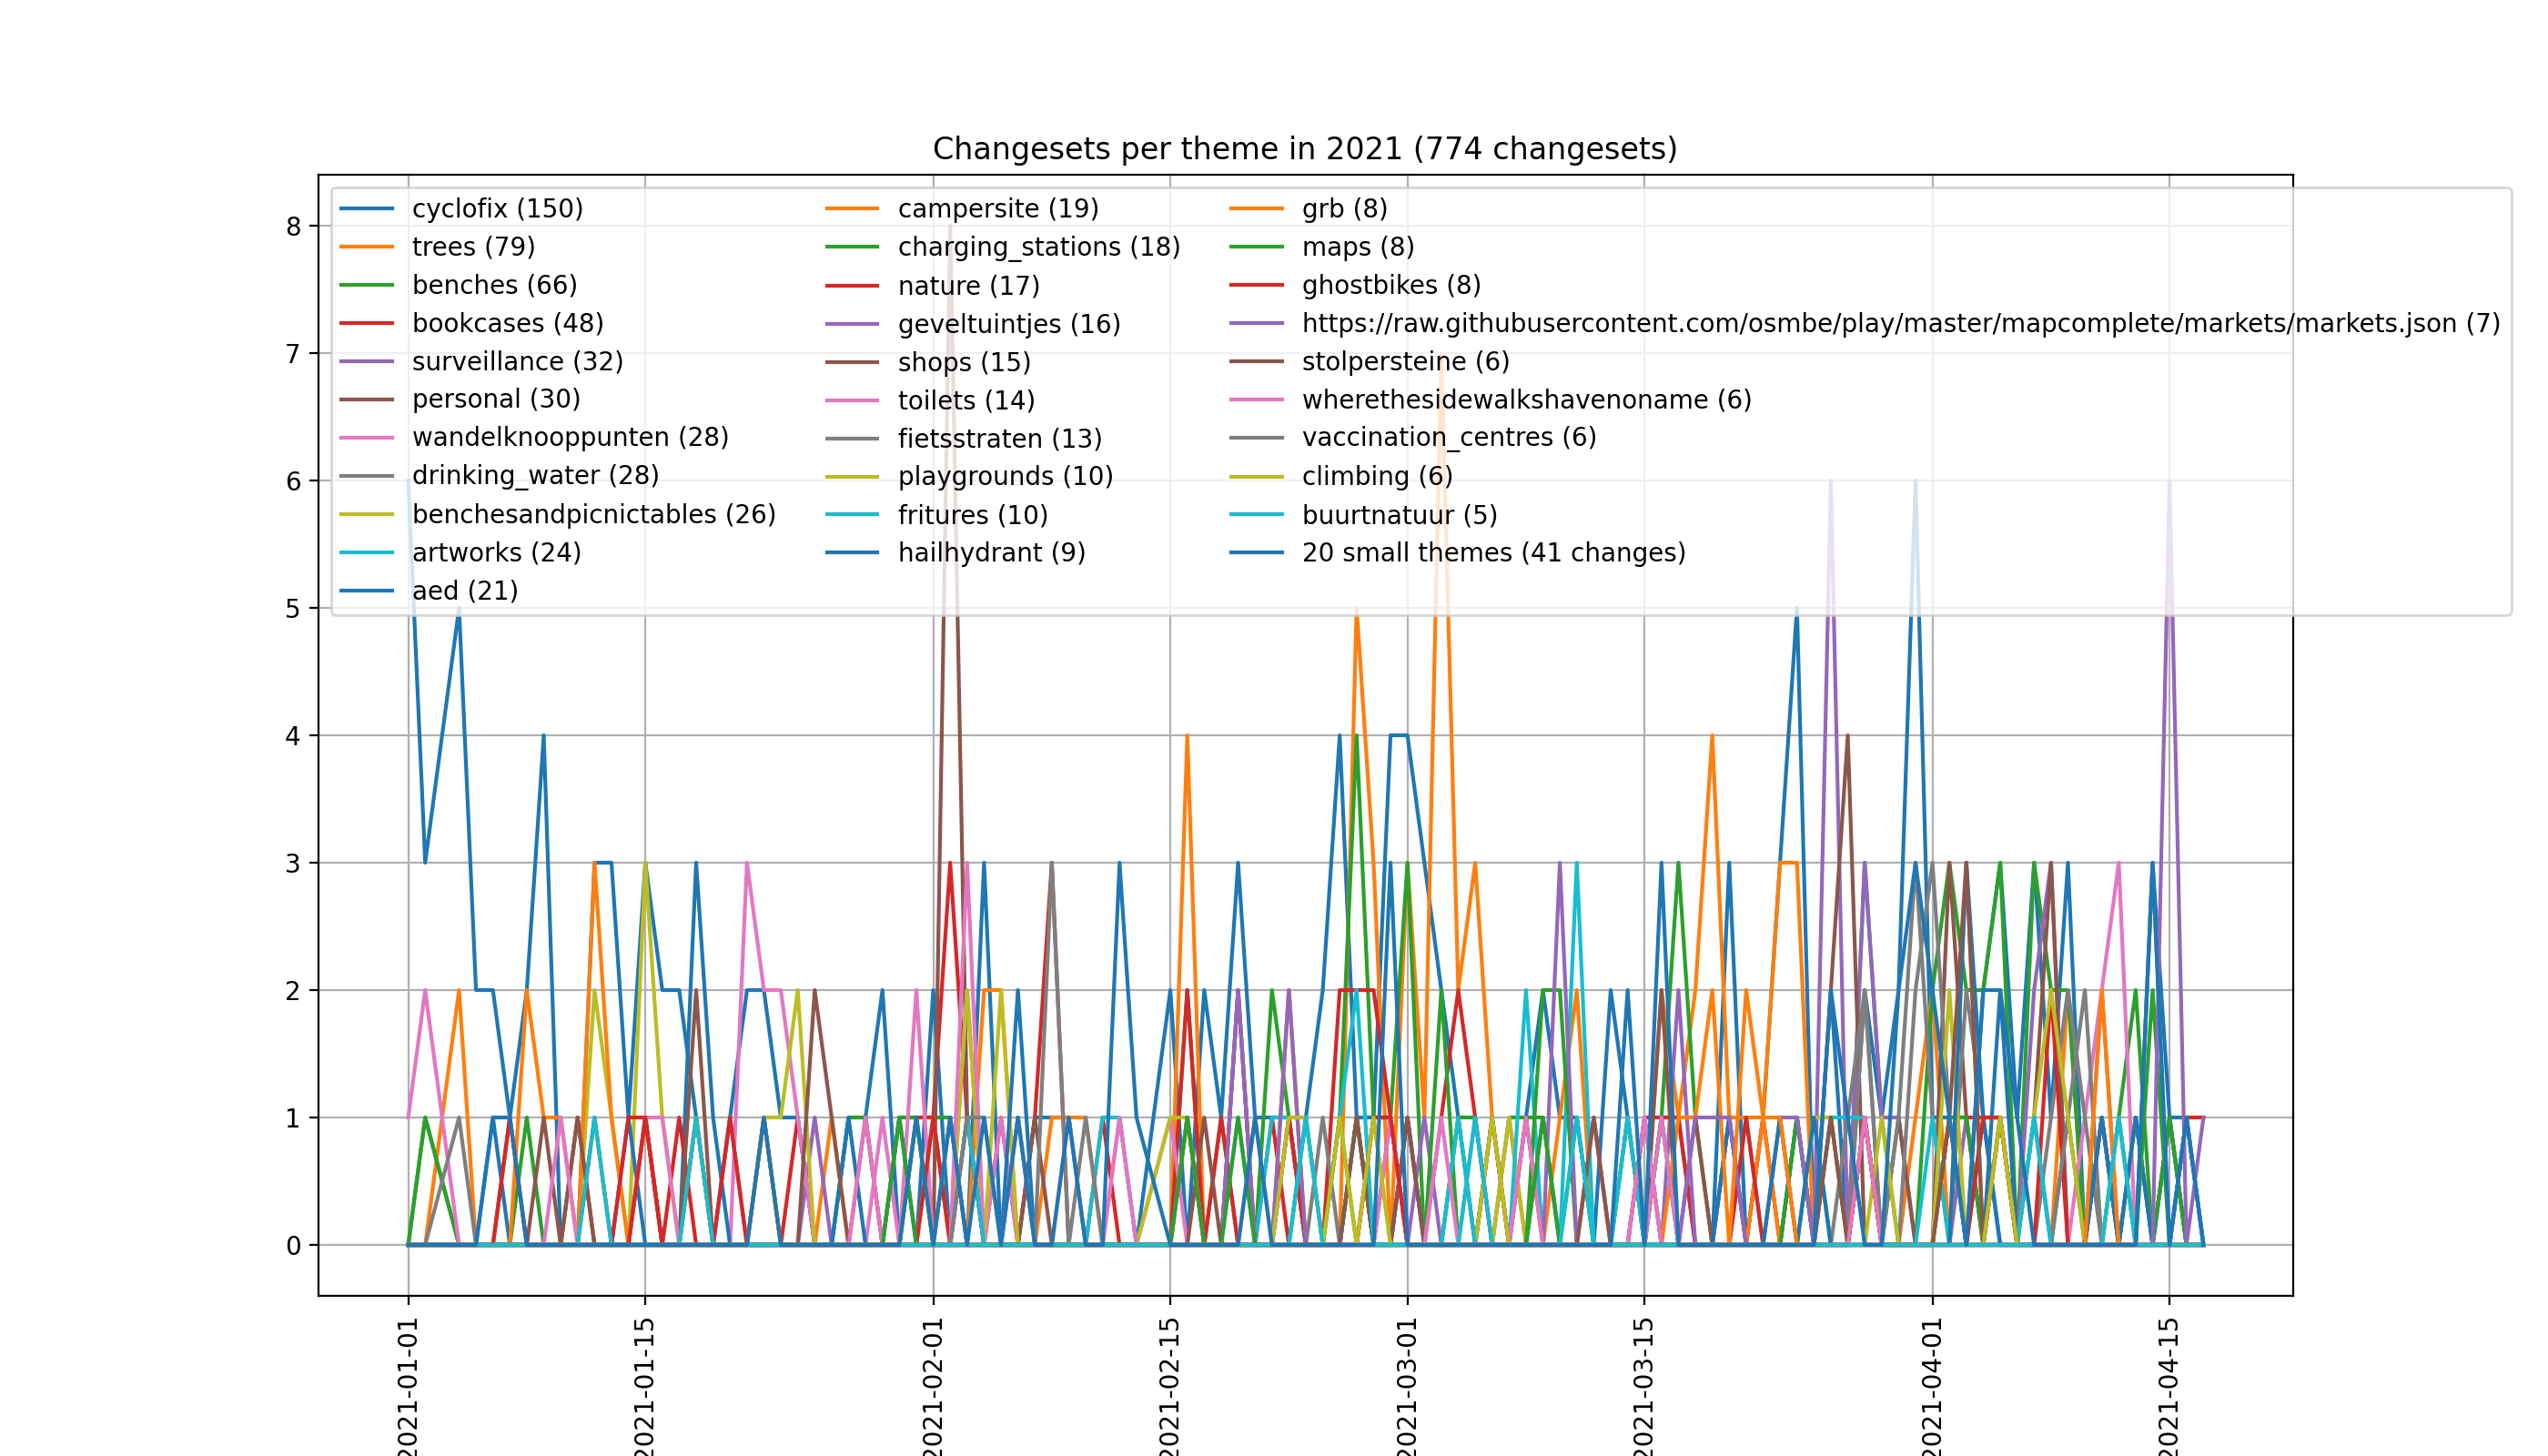 Changesets per theme in 2021 (774 changesets)
cyclofix (150)
trees (79)
benches (66)
bookcases (48)
surveillance (32)
personal (30)
wandelknooppunten (28)
drinking_water (28)
benchesandpicnictables (26)
artworks (24)
aed (21)
campersite (19)
charging_stations (18)
nature (17)
geveltuintjes (16)
shops (15)
toilets (14)
fietsstraten (13)
playgrounds (10)
fritures (10)
hailhydrant (9)
grb (8)
maps (8)
ghostbikes (8)
https://raw.githubusercontent.com/osmbe/play/master/mapcomplete/markets/markets.json (7)
stolpersteine (6)
wherethesidewalkshavenoname (6)
vaccination_centres (6)
climbing (6)
buurtnatuur (5)
20 small themes (41 changes)
8
7
6
5
4
3
2
1
0
2021-01-01
2021-01-15
2021-02-01
2021-02-15
2021-03-01
2021-03-15
2021-04-01
2021-04-15